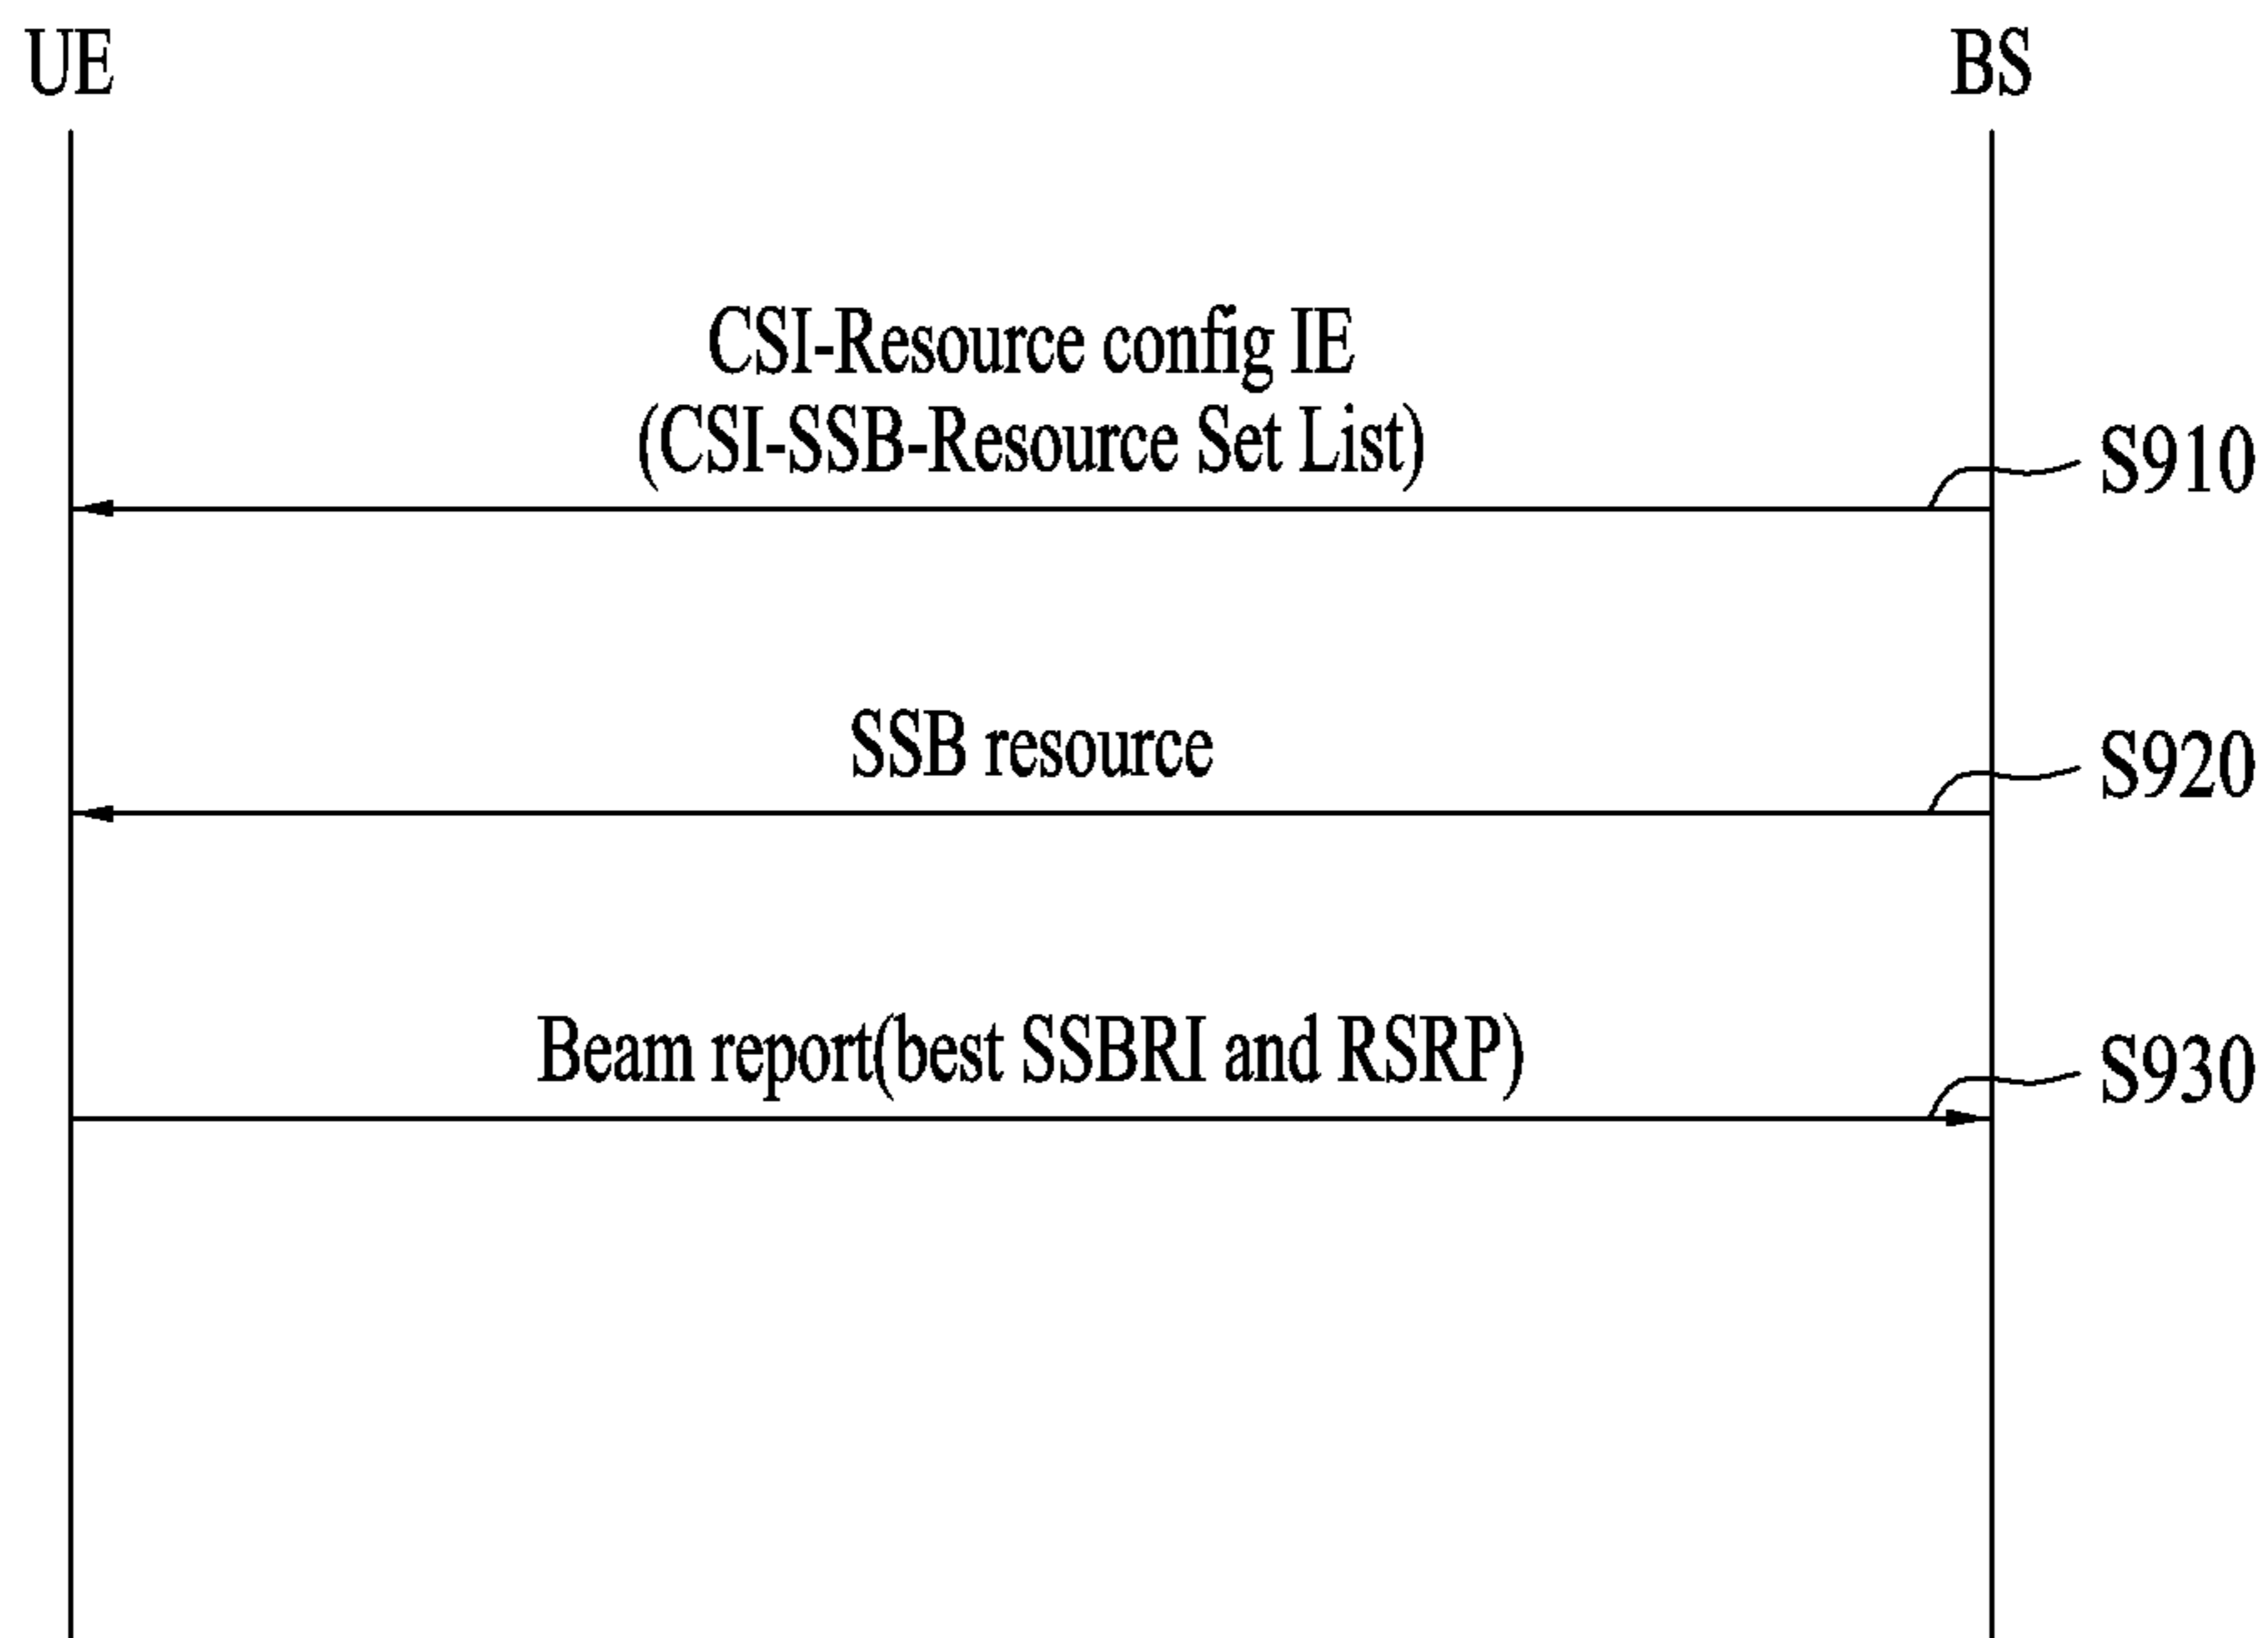 UE
BS
CSI-Resource config IE
(CSI-SSB-Resource Set List)
S910
SSB resource
S920
Beam report(best SSBRI and RSRP)
S930